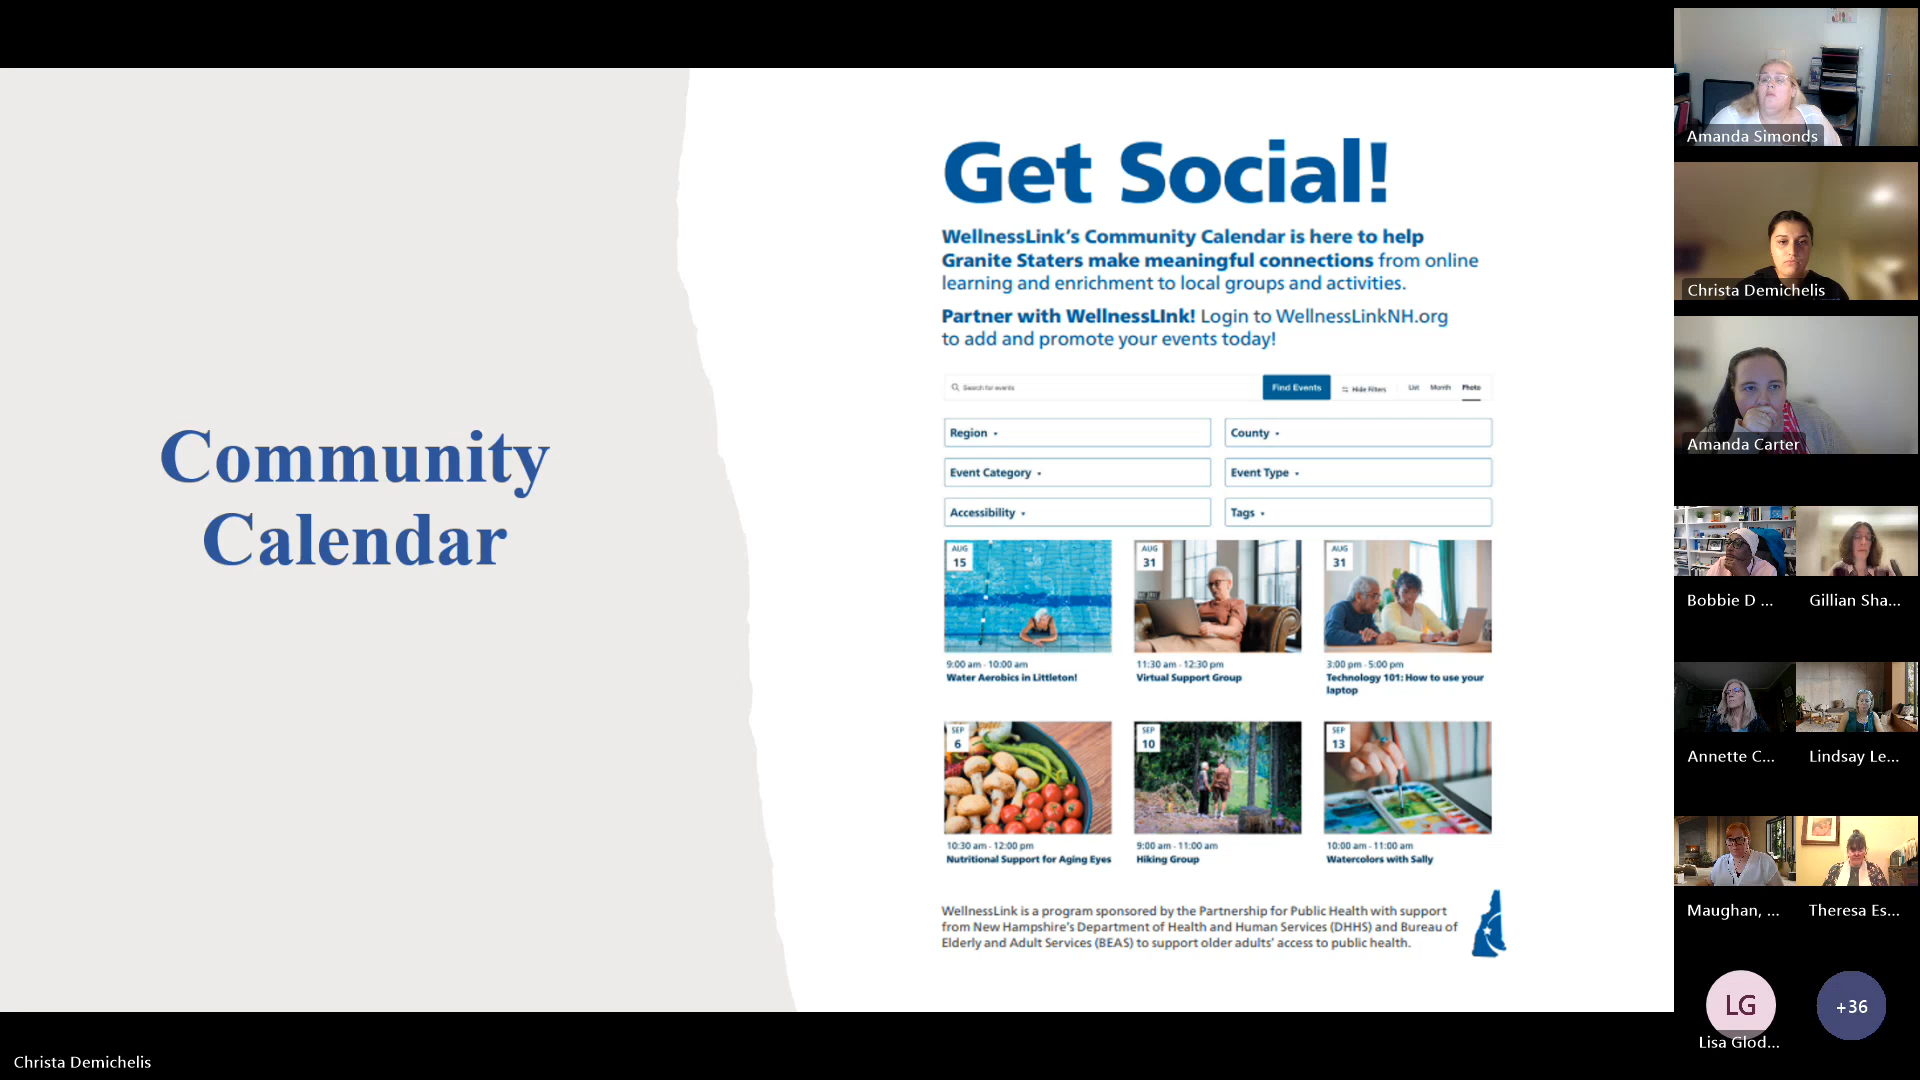 Community
Calendar
Get Social!
WellnessLink's Community Calendar is here to help
Granite Staters make meaningful connections from online
learning and enrichment to local groups and activities.
Partner with WellnessLInk! Login to WellnessLinkNH.org
to add and promote your events today!
Search for events
Find Events
Hide Filters
List
Month
Photo
Region
County
Event Category
Event Type
Accessibility
Tags
AUG
15
9:00 am - 10:00 am
Water Aerobics in Littleton!
AUG
31
11:30 am - 12:30 pm
Virtual Support Group
AUG
31
3:00 pm - 5:00 pm
Technology 101: How to use your
laptop
SEP
6
10:30 am - 12:00 pm
Nutritional Support for Aging Eyes
SEP
10
9:00 am - 11:00 am
Hiking Group
SEP
13
10:00 am - 11:00 am
Watercolors with Sally
WellnessLink is a program sponsored by the Partnership for Public Health with support
from New Hampshire's Department of Health and Human Services (DHHS) and Bureau of
Elderly and Adult Services (BEAS) to support older adults' access to public health.
Christa Demichelis
Amanda Simonds
Christa Demichelis
Amanda Carter
Bobbie D ...
Gillian Sha...
Annette C...
Lindsay Le...
Maughan, ...
Theresa Es...
LG
Lisa Glod...
+36